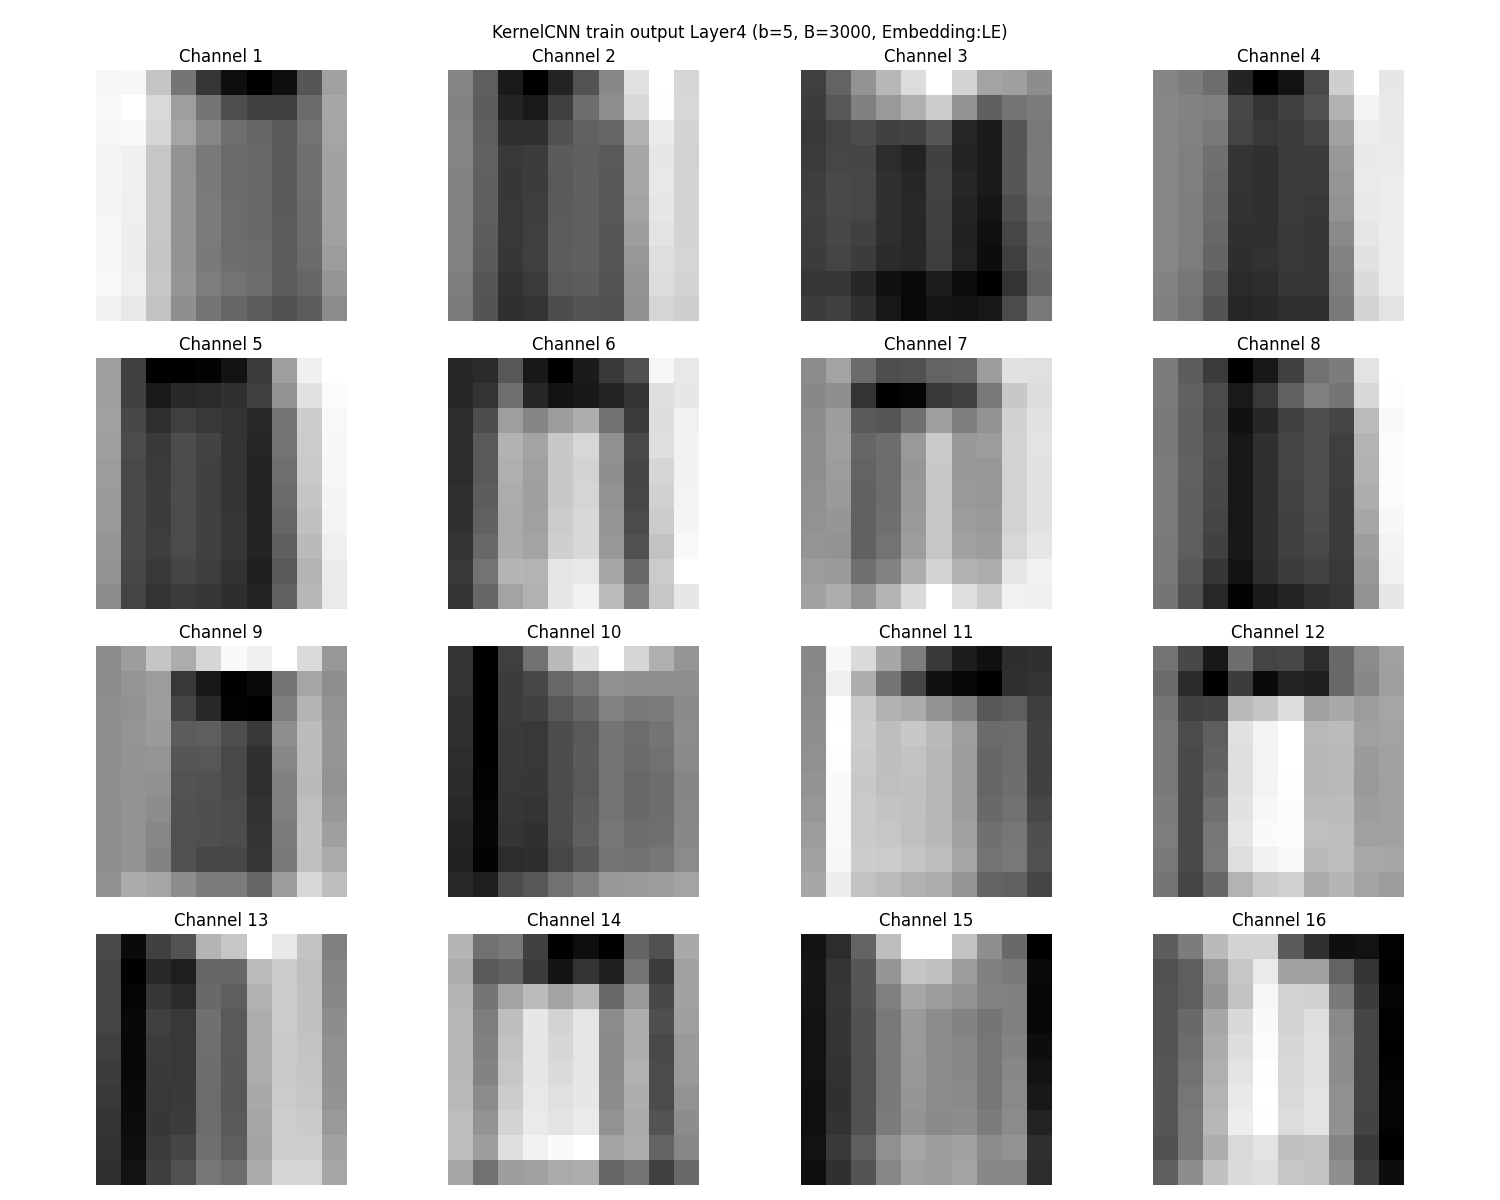 KernelCNN train output Layer4 (b=5, B=3000, Embedding:LE)
Channel 1
Channel 2
Channel 3
Channel 4
Channel 5
Channel 6
Channel 7
Channel 8
Channel 9
Channel 10
Channel 11
Channel 12
Channel 13
Channel 14
Channel 15
Channel 16